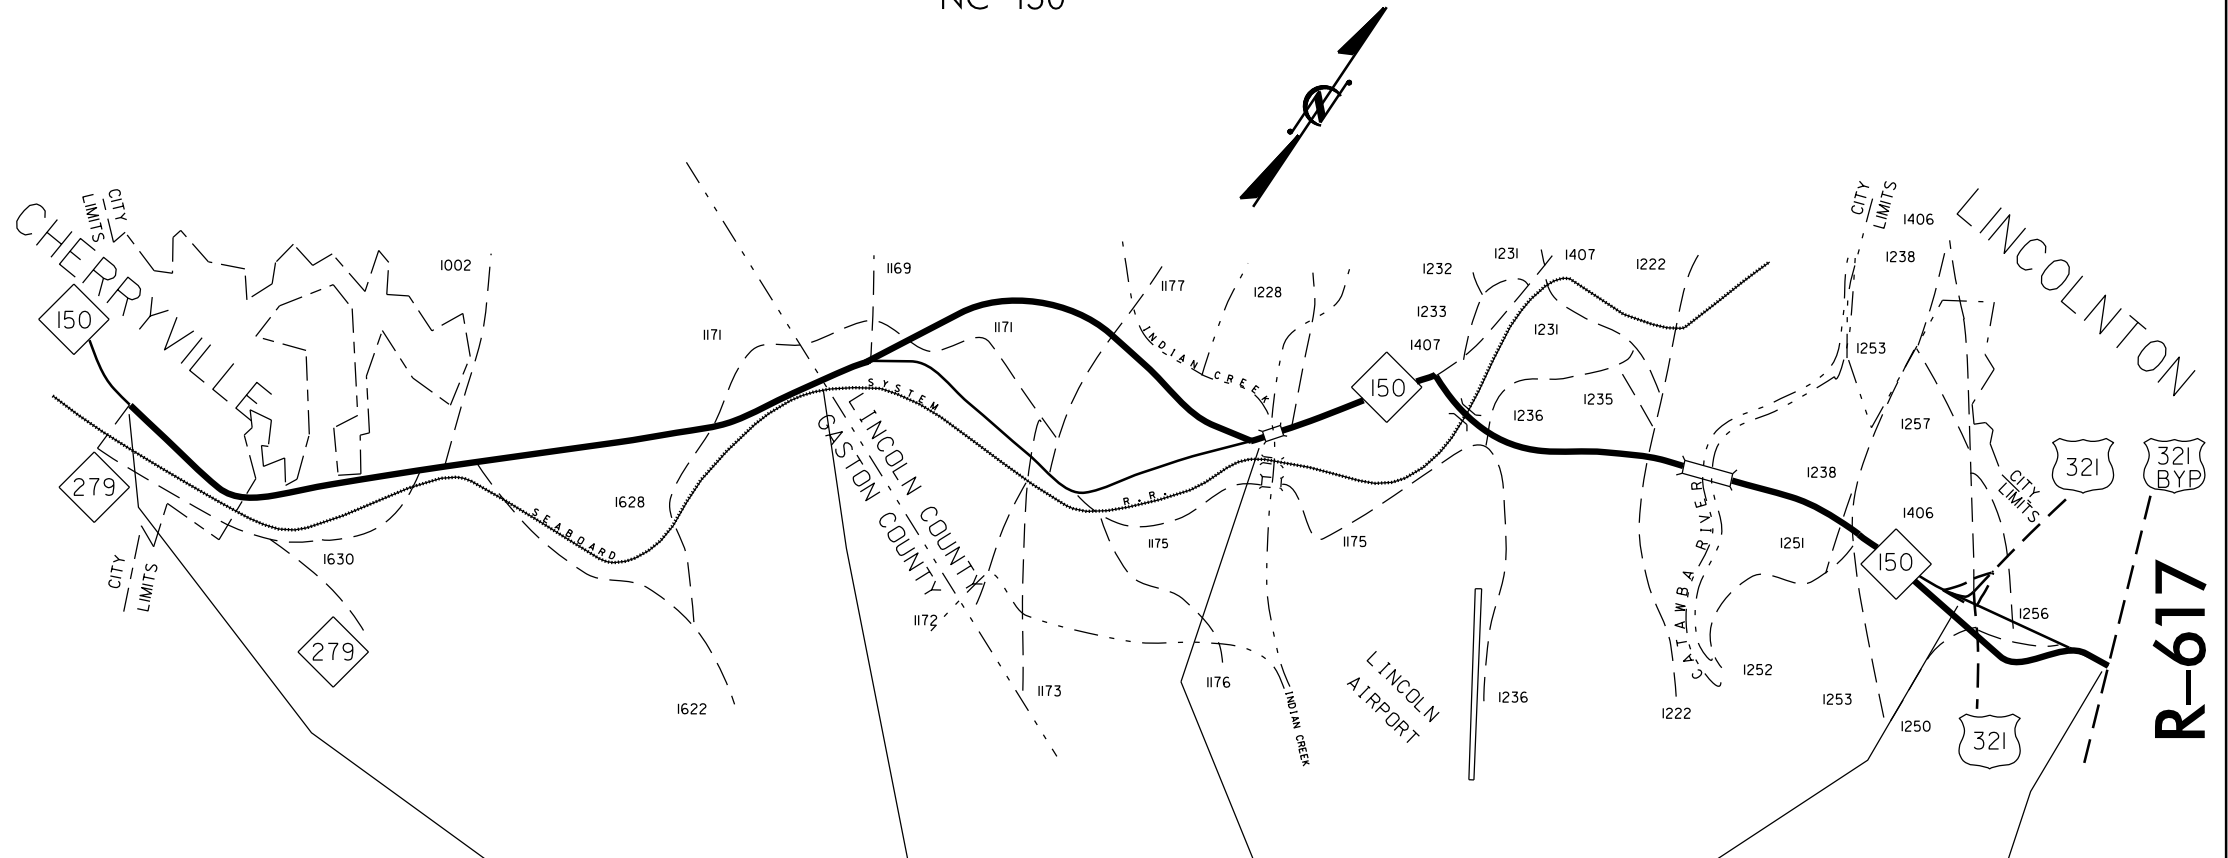 NC 150
CITY
LIMITS
CHERRYVILLE
150
279
CITY
LIMITS
1630
279
1002
SEABOARD
SYSTEM
R.R.
1628
1622
1171
1169
1171
LINCOLN COUNTY
GASTON COUNTY
1172
1173
1177
INDIAN CREEK
1228
1175
1176
INDIAN CREEK
1175
1232
1231
1407
1233
1407
150
1231
1222
1235
1236
LINCOLN
AIRPORT
1236
1222
CATAWBA RIVER
1238
1251
1252
1253
1250
CITY
LIMITS
1406
1238
1253
1257
LINCOLNTON
CITY
LIMITS
1406
150
1256
321
321
BYP
321
R-617